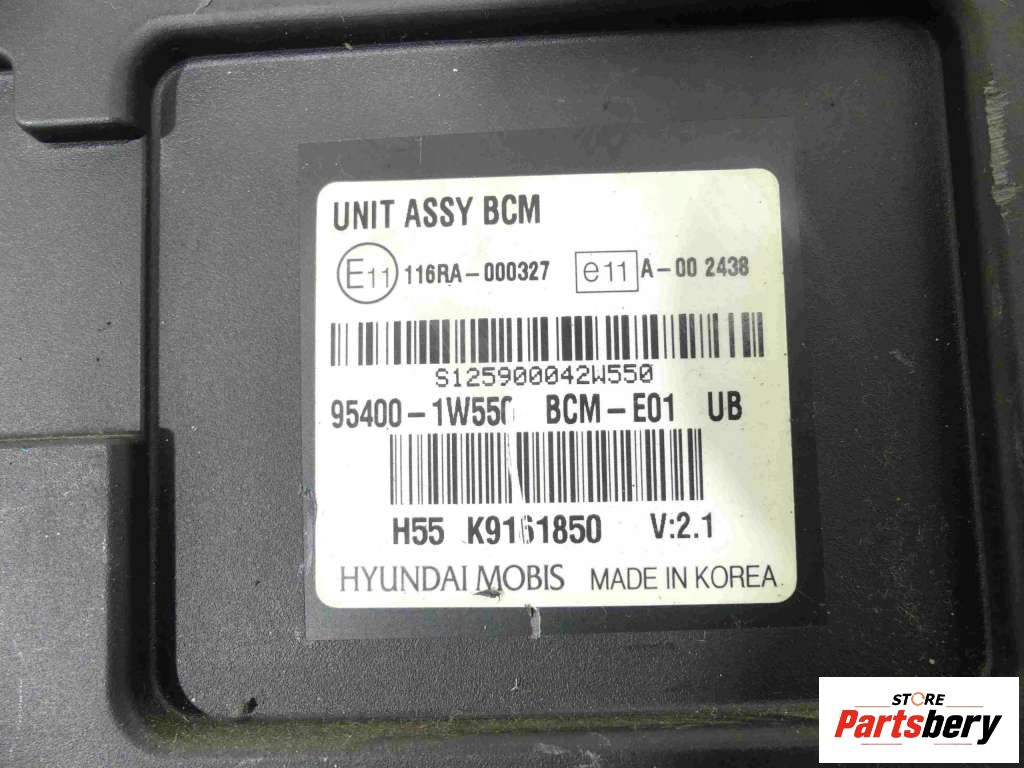 UNIT ASSY BCM
E11 116RA-000327 e11 A-00 2438
S125900042W550
95400-1W550 BCM-E01 UB
H55 K9161850 V:2.1
HYUNDAI MOBIS MADE IN KOREA
STORE
Partsbery